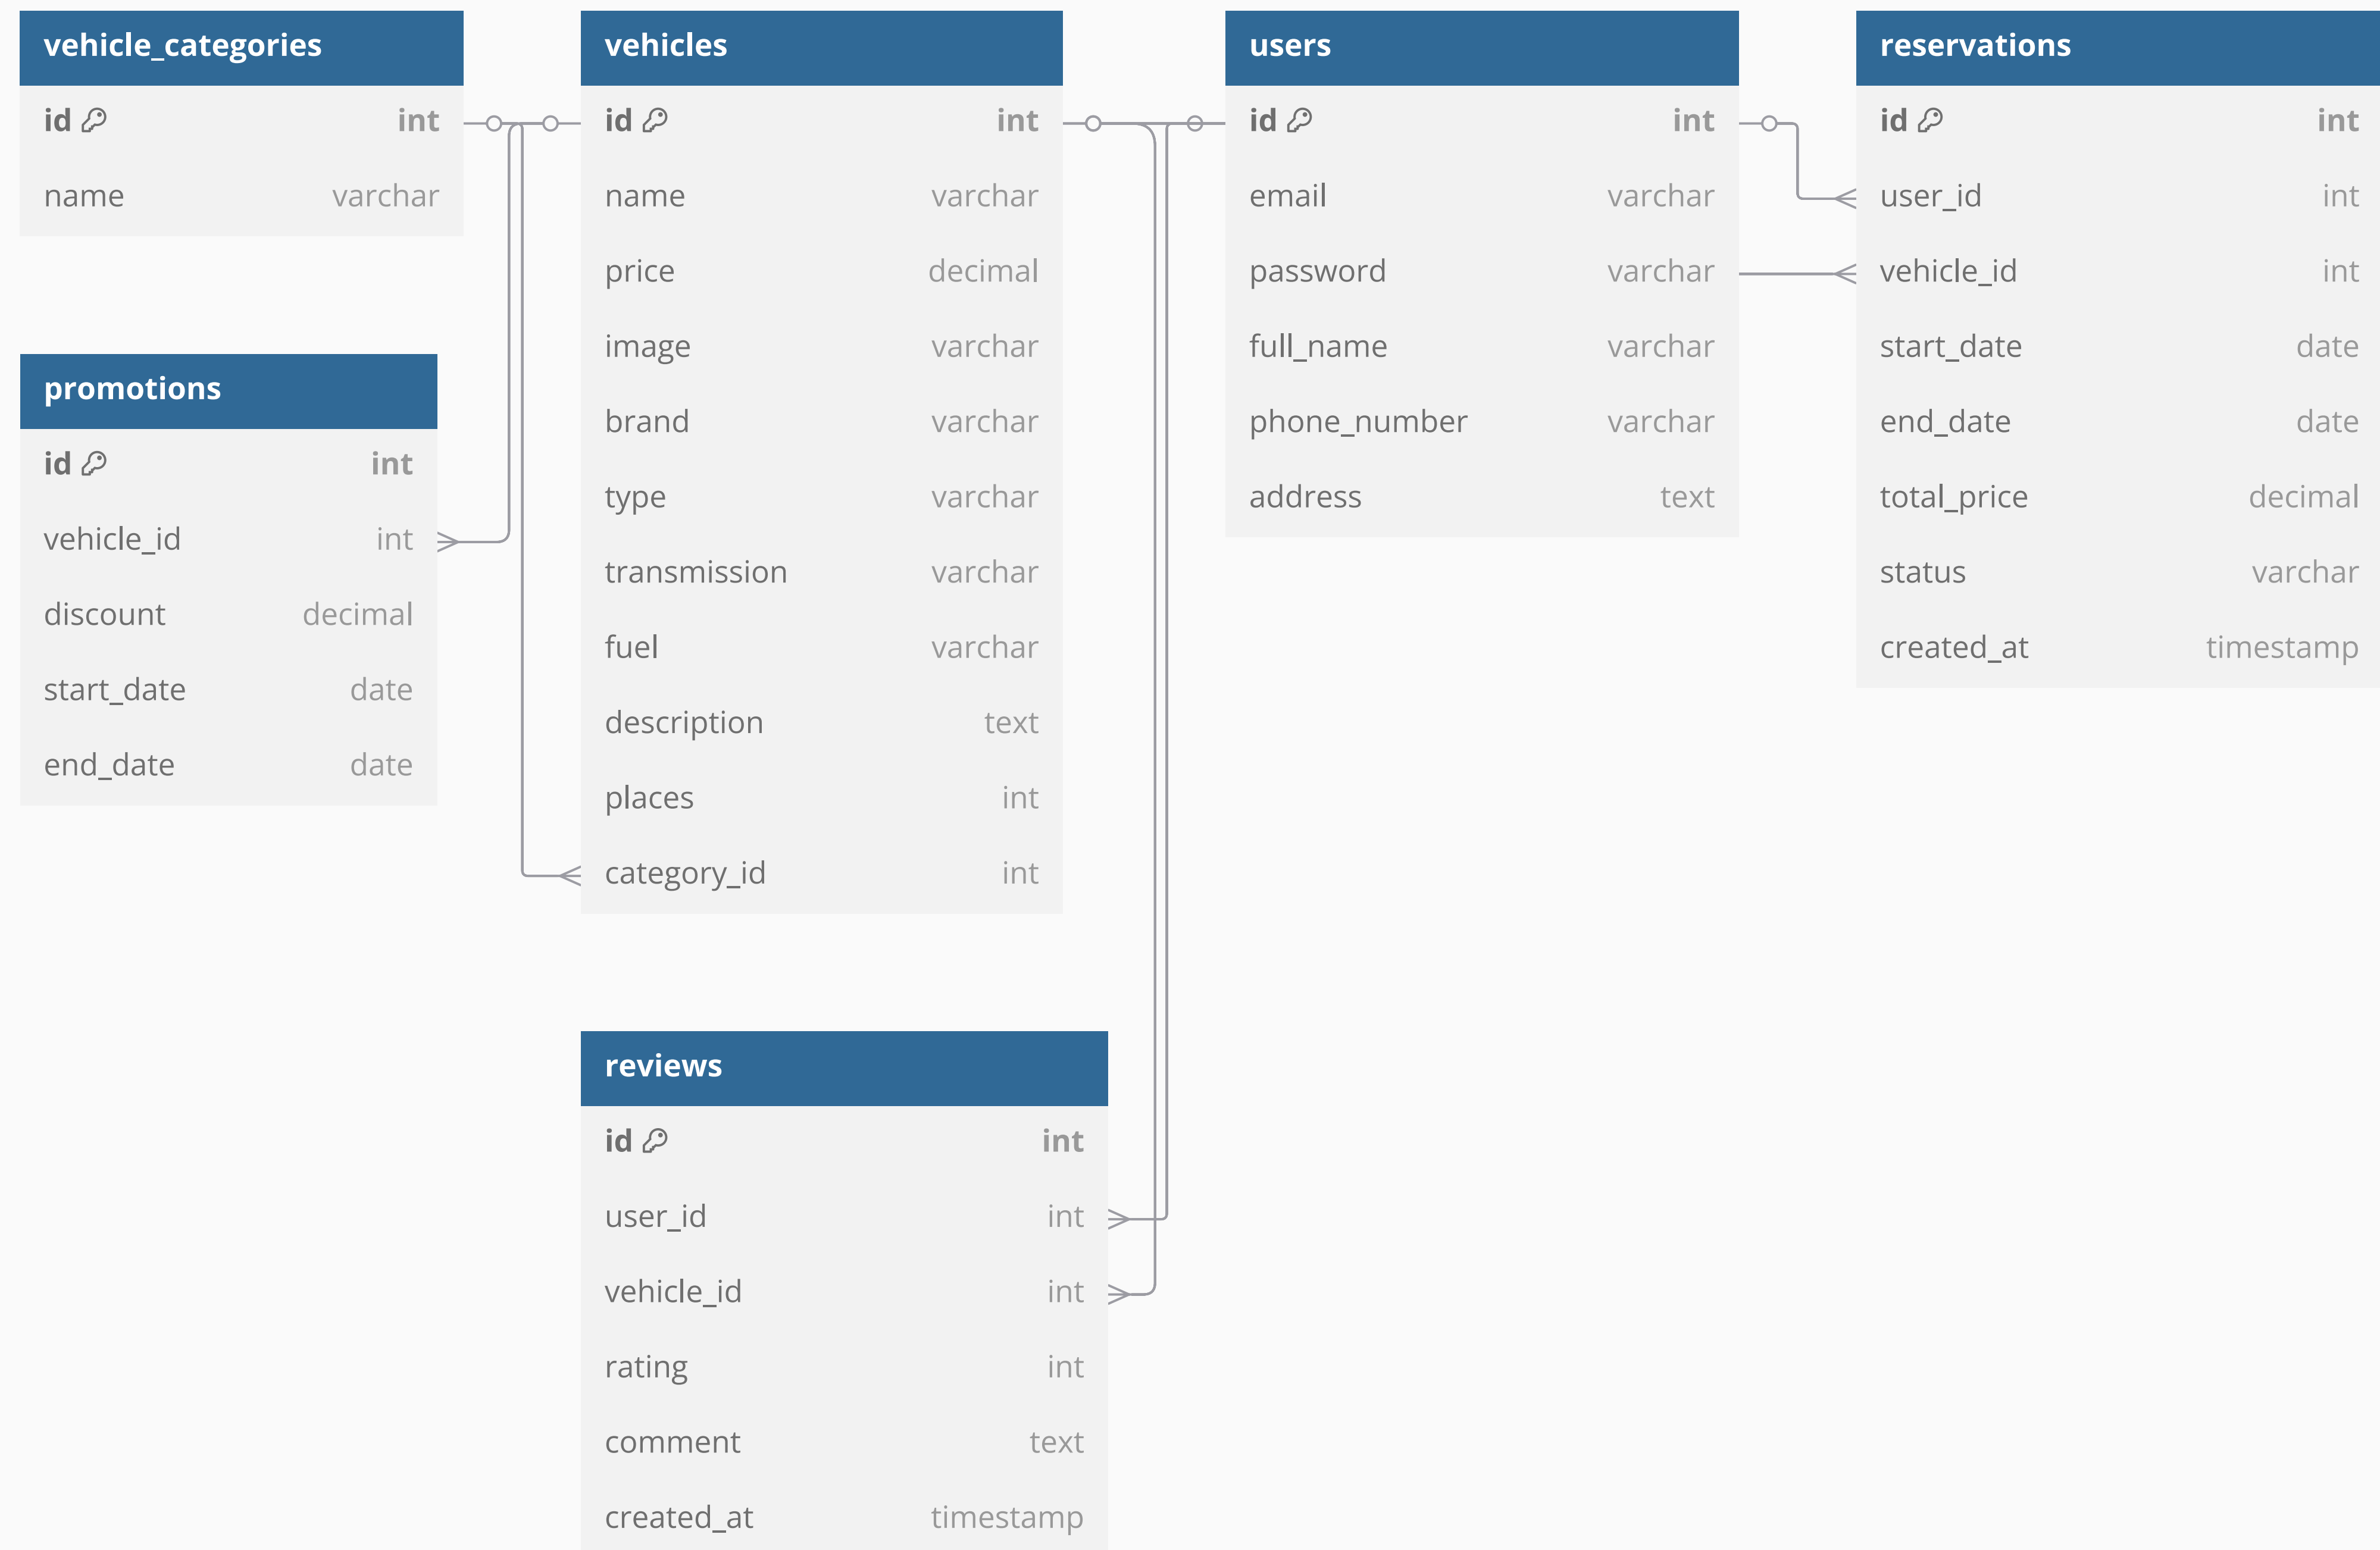 vehicle_categories
id int
name varchar
promotions
id int
vehicle_id int
discount decimal
start_date date
end_date date
vehicles
id int
name varchar
price decimal
image varchar
brand varchar
type varchar
transmission varchar
fuel varchar
description text
places int
category_id int
reviews
id int
user_id int
vehicle_id int
rating int
comment text
created_at timestamp
users
id int
email varchar
password varchar
full_name varchar
phone_number varchar
address text
reservations
id int
user_id int
vehicle_id int
start_date date
end_date date
total_price decimal
status varchar
created_at timestamp